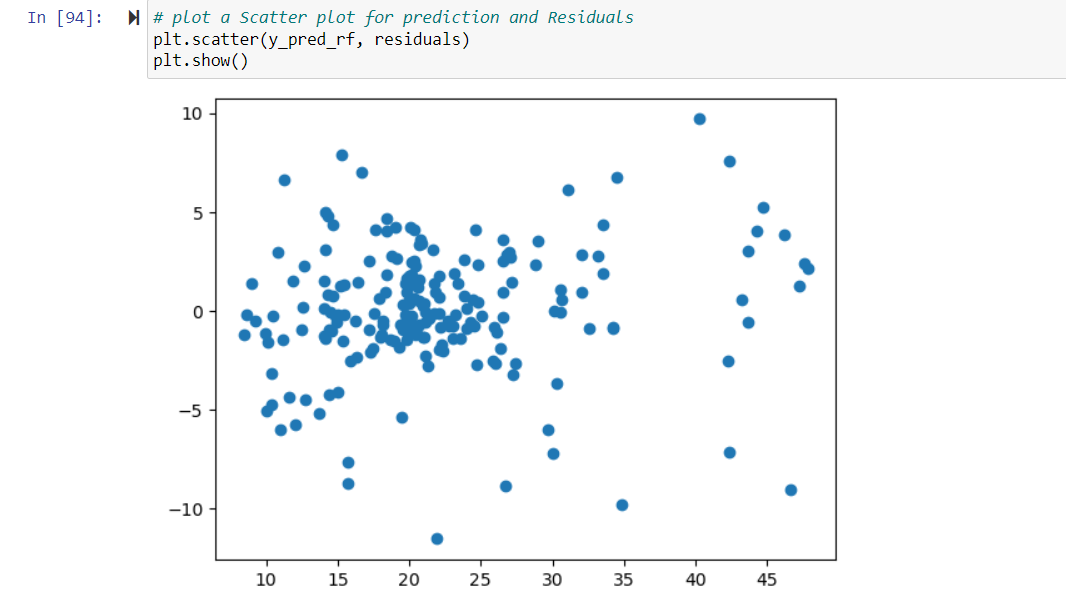 In [94]:
# plot a Scatter plot for prediction and Residuals
plt.scatter(y_pred_rf, residuals)
plt.show()
10
5
0
−5
−10
10 15 20 25 30 35 40 45